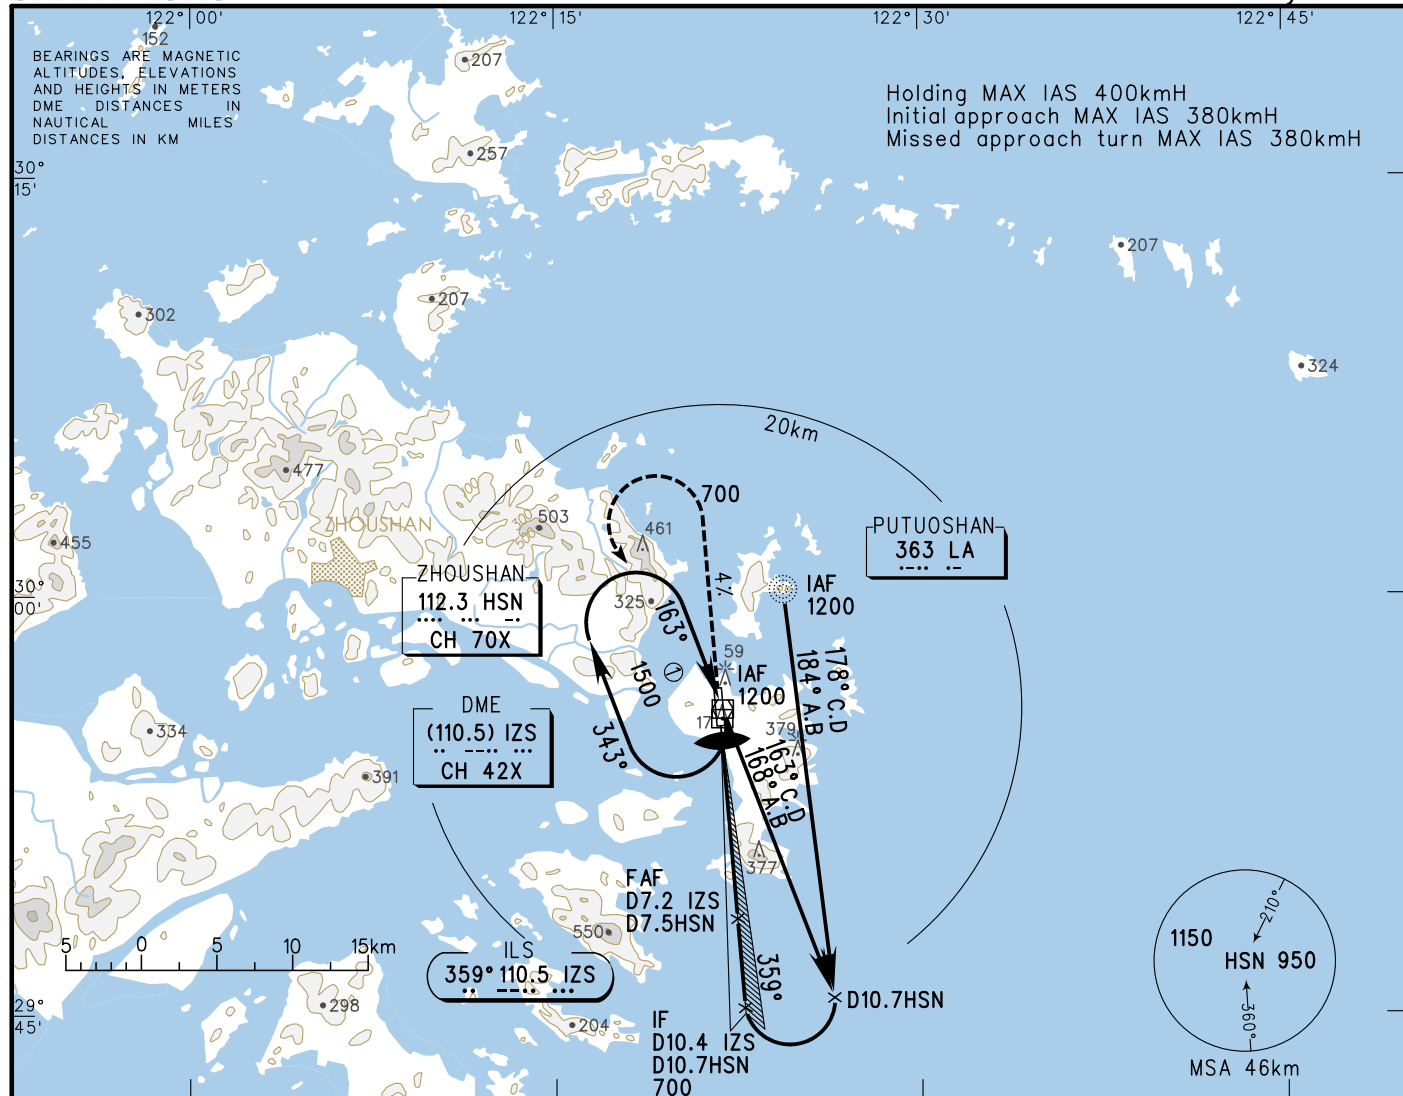 122°00'
122°15'
122°30'
122°45'
152
BEARINGS ARE MAGNETIC
ALTITUDES, ELEVATIONS
AND HEIGHTS IN METERS
DME DISTANCES IN
NAUTICAL MILES
DISTANCES IN KM
207
Holding MAX IAS 400kmH
Initial approach MAX IAS 380kmH
Missed approach turn MAX IAS 380kmH
257
30°
15'
207
207
302
324
20km
477
100
700
ZHOUSHAN
300
503
500
461
PUTUOSHAN
363 LA
455
30°
00'
ZHOUSHAN
112.3 HSN
CH 70X
4%
IAF
1200
325
163°
59
1500
1
IAF
1200
178° C.D
184° A.B
DME
(110.5) IZS
CH 42X
334
17
379
343°
163° C.D
168° A.B
391
377
FAF
D7.2 IZS
D7.5HSN
550
210°
1150
HSN 950
5 0 5 10 15km
ILS
359° 110.5 IZS
359°
D10.7HSN
298
29°
45'
204
IF
D10.4 IZS
D10.7HSN
700
360°
MSA 46km